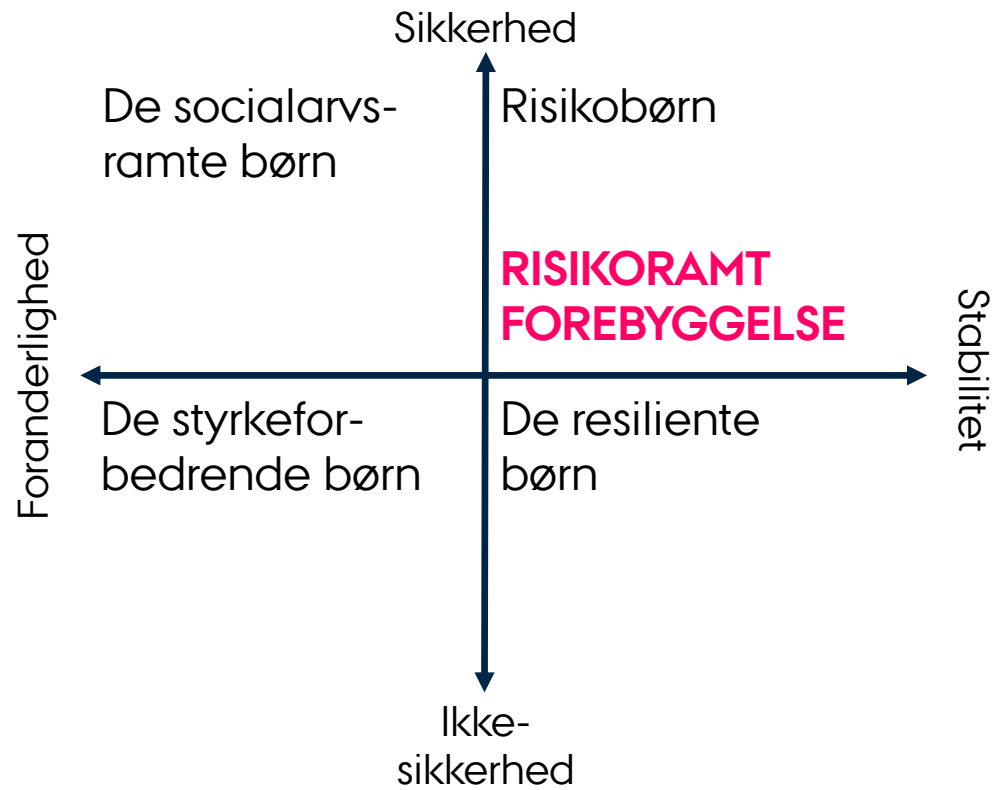 Sikkerhed
De socialarvs-
ramte børn
Risikobørn
RISIKORAMT
FOREBYGGELSE
Foranderlighed
Stabilitet
De styrkefor-
bedrende børn
De resiliente
børn
Ikke-
sikkerhed